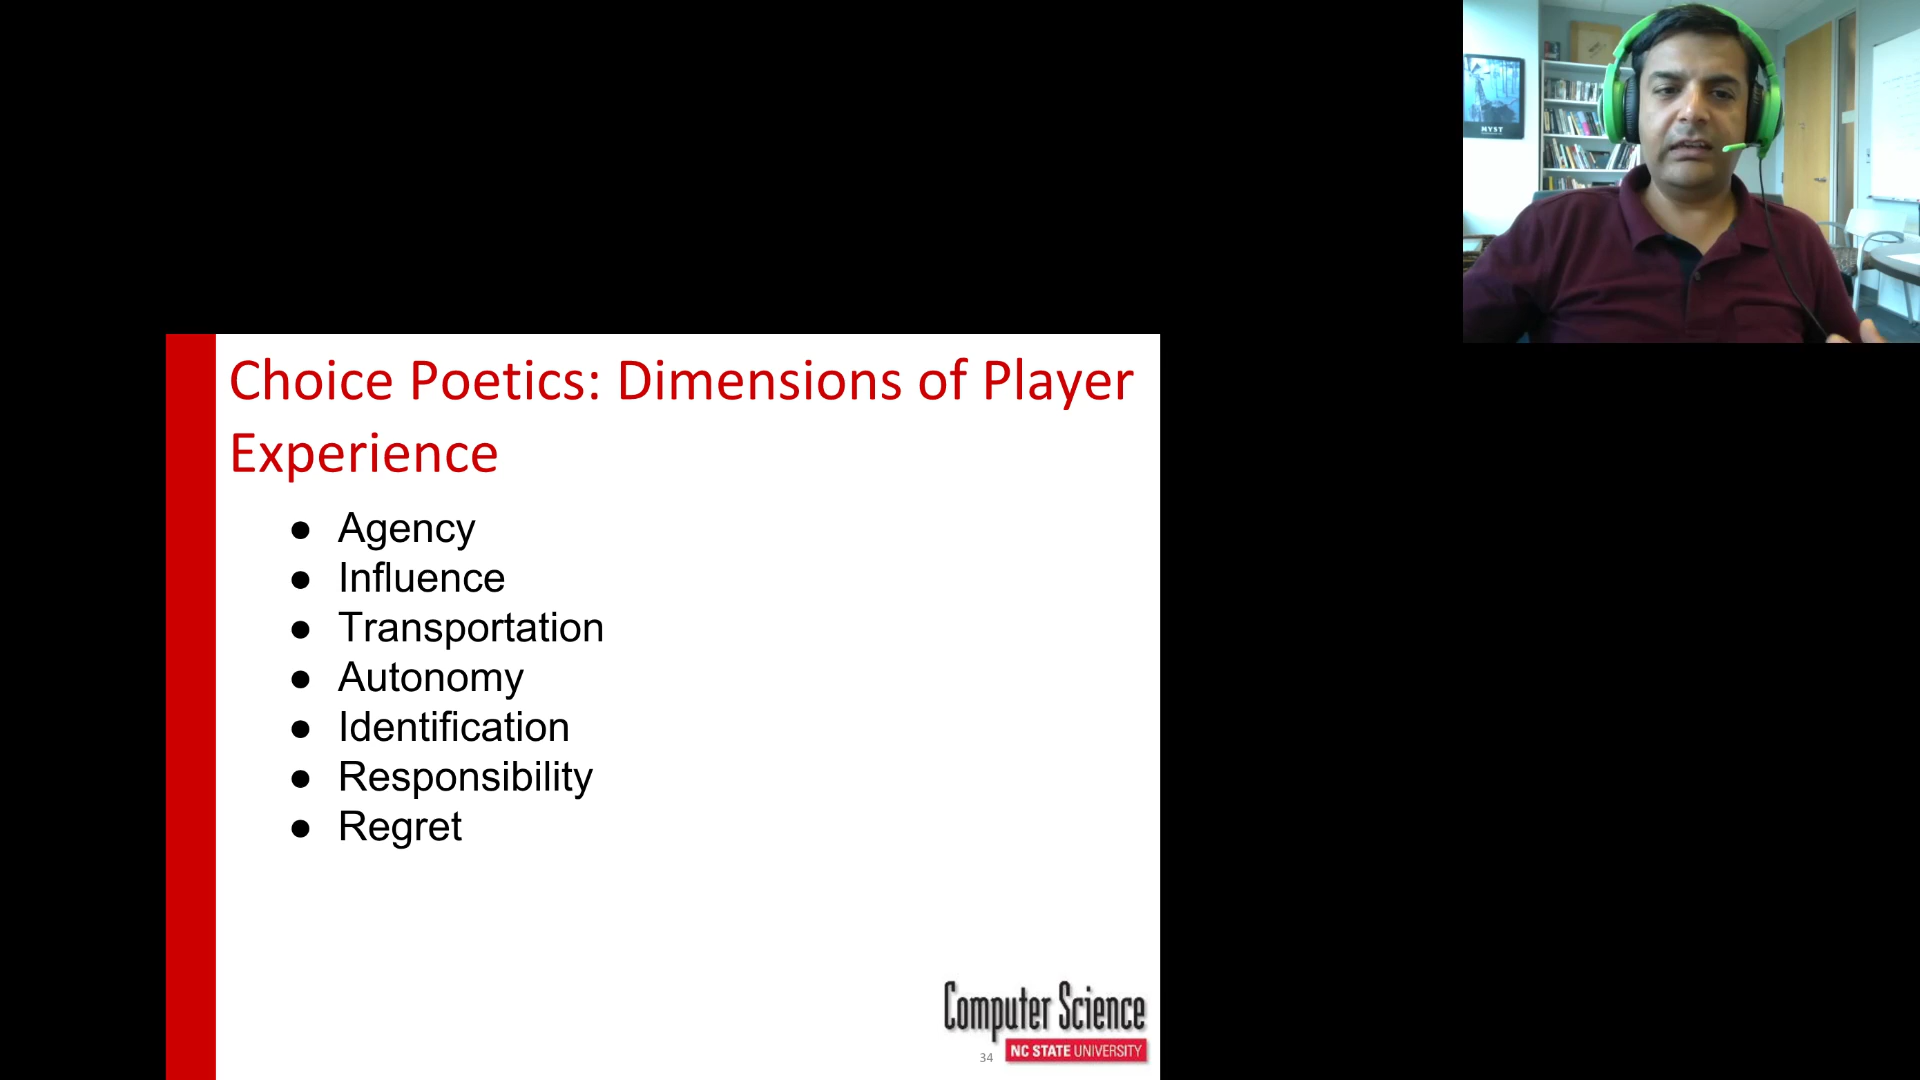 MYST
Choice Poetics: Dimensions of Player
Experience
● Agency
● Influence
● Transportation
● Autonomy
● Identification
● Responsibility
● Regret
Computer Science
34
NC STATE UNIVERSITY